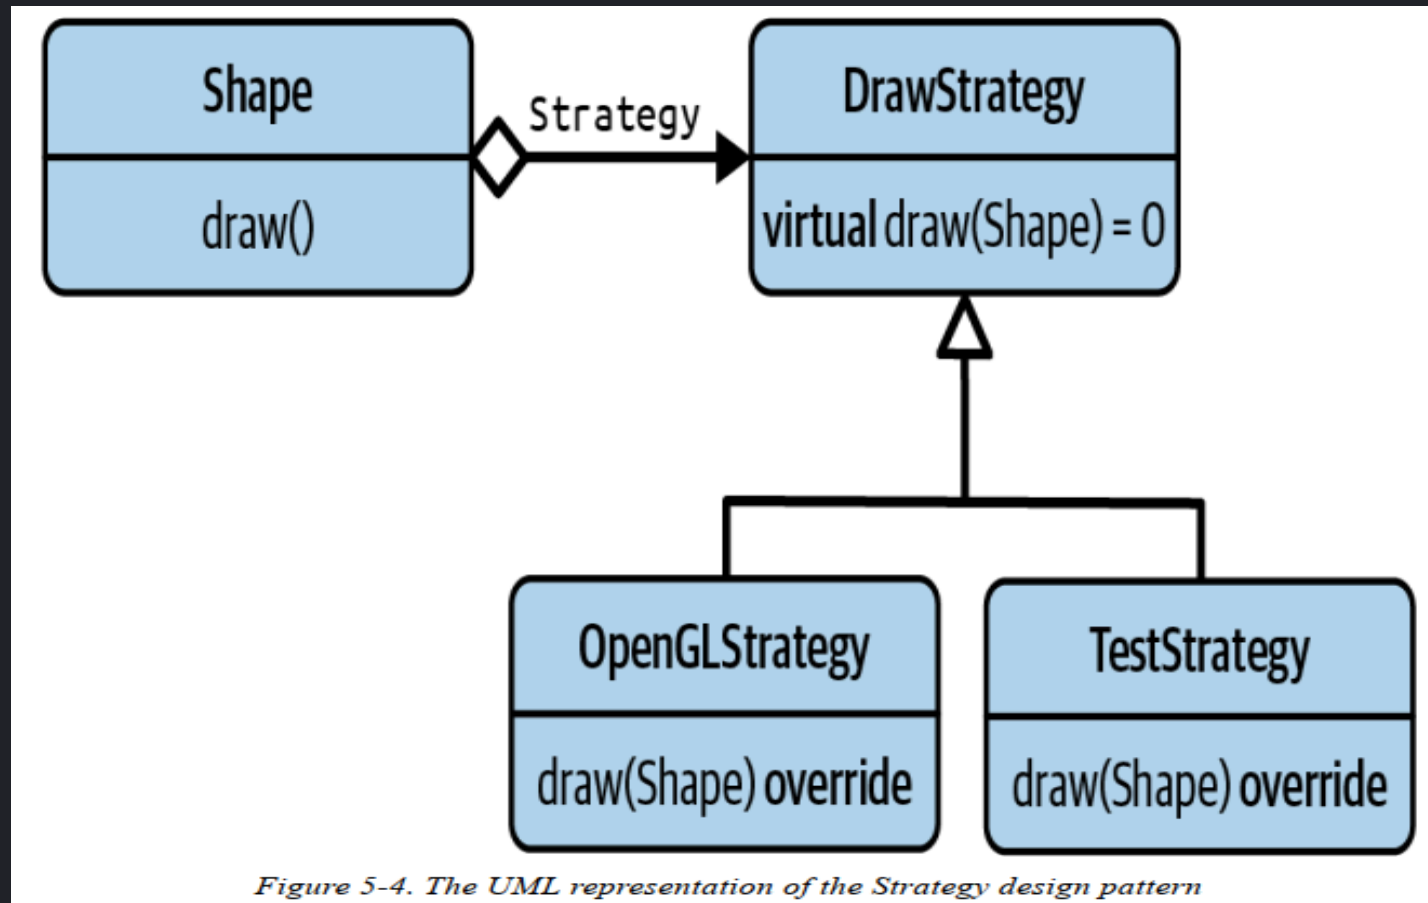 Shape
draw()
Strategy
DrawStrategy
virtual draw(Shape) = 0
OpenGLStrategy
draw(Shape) override
TestStrategy
draw(Shape) override
Figure 5-4. The UML representation of the Strategy design pattern